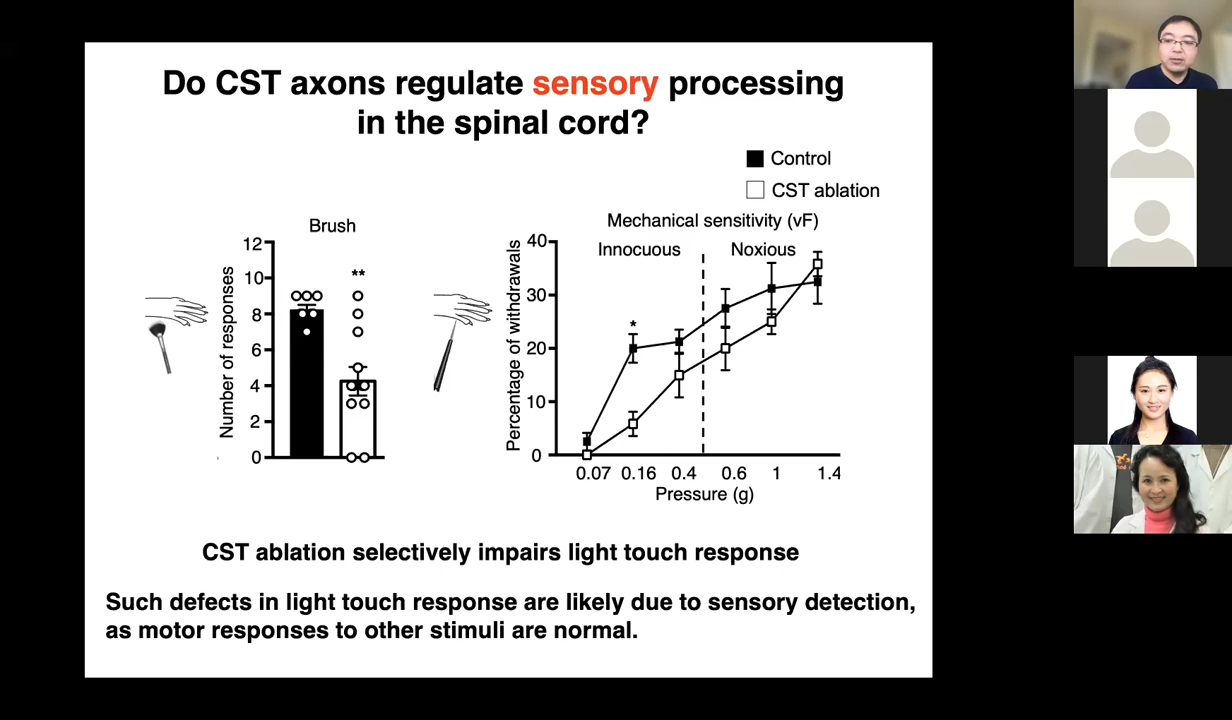 Do CST axons regulate sensory processing
in the spinal cord?
Control
CST ablation
Brush
Number of responses
12
10
8
6
4
2
0
**
Mechanical sensitivity (vF)
Innocuous
Noxious
Percentage of withdrawals
40
30
20
10
0
*
0.07 0.16 0.4 0.6 1 1.4
Pressure (g)
CST ablation selectively impairs light touch response
Such defects in light touch response are likely due to sensory detection,
as motor responses to other stimuli are normal.